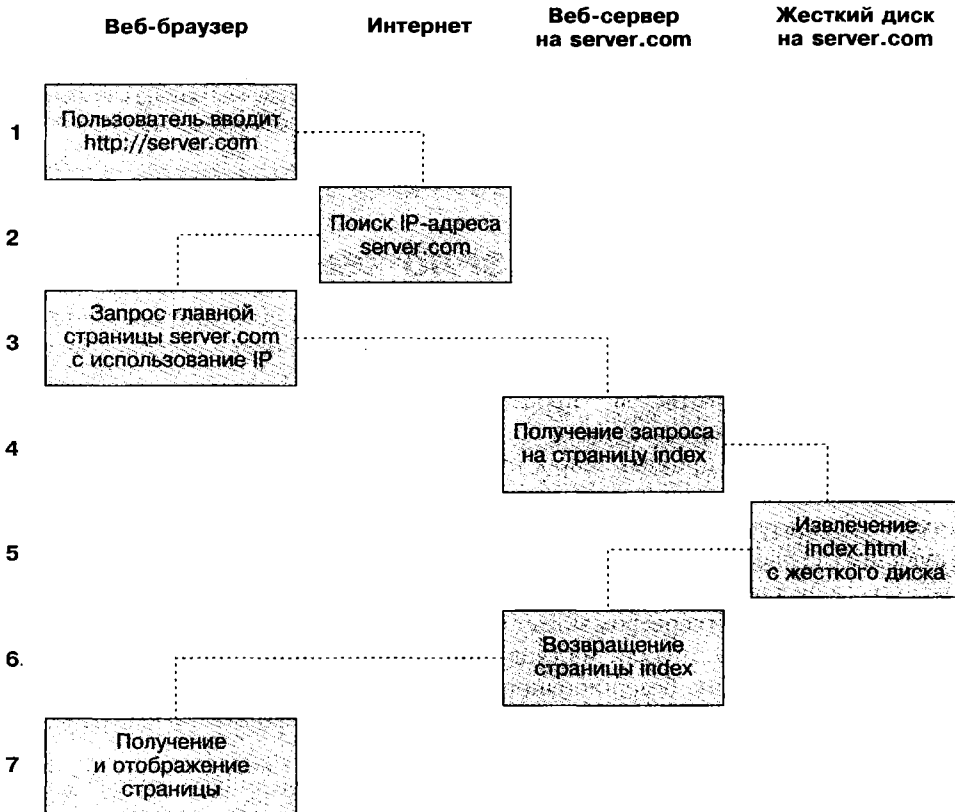 Веб-браузер
Интернет
Веб-сервер
на server.com
Жесткий диск
на server.com
1
Пользователь вводит
http://server.com
2
Поиск IP-адреса
server.com
3
Запрос главной
страницы server.com
с использование IP
4
Получение запроса
на страницу index
5
Извлечение
index.html
с жесткого диска
6.
Возвращение
страницы index
7
Получение
и отображение
страницы